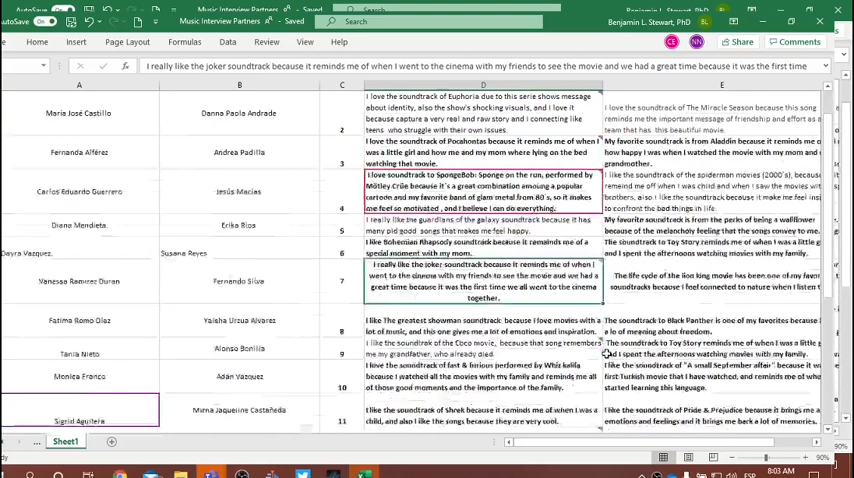 AutoSave On Music Interview Partners - Saved Search Benjamin L. Stewart, PhD
AutoSave On Music Interview Partners - Saved Search Benjamin L. Stewart, PhD BL
Home Insert Page Layout Formulas Data Review View Help CE NN Share Comments
fx I really like the joker soundtrack because it reminds me of when I went to the cinema with my friends to see the movie and we had a great time because it was the first time
A B C D E
María José Castillo
Danna Paola Andrade
2
I love the soundtrack of Euphoria due to this serie shows message
about identity, also the show's shocking visuals, and I love it
because capture a very real and raw story and I connecting like
teens who struggle with their own issues.
I love the soundtrack of The Miracle Season because this song
reminds me the important message of friendship and effort as a
team that has this beautiful movie.
Fernanda Alférez
Andrea Padilla
3
I love the soundtrack of Pocahontas because it reminds me of when I
was a little girl and how me and my mom where lying on the bed
watching that movie.
My favorite soundtrack is from Aladdin because it reminds me of
how happy I was when I watched the movie with my mom and
grandmother.
Carlos Eduardo Guerrero
Jesús Macías
4
I love soundtrack to SpongeBob: Sponge on the run, performed by
Mötley Crüe because it's a great combination among a popular
cartoon and my favorite band of glam metal from 80's, so it makes
me feel so motivated , and I believe I can do everything.
I like the soundtrack of the spiderman movies (2000's), because
remind me off when I was child and when I saw the movies with
brothers. Also I like the soundtrack because it make me feel inspired
to confront the bad things in life.
Diana Mendieta
Erika Ríos
5
I really like the guardians of the galaxy soundtrack because it has
many pid good songs that makes me feel happy.
My favorite soundtrack is from the perks of being a wallflower
because of the melancholy feeling that the songs convey to me.
Dayra Vazquez.
Susana Reyes
6
I like Bohemian Rhapsody soundtrack because it remainds me of a
special moment with my mom.
The soundtrack to Toy Story reminds me of when I was a little g
and I spent the afternoons watching movies with my family.
Vanessa Ramírez Duran
Fernando Silva
7
I really like the joker soundtrack because it reminds me of when I
went to the cinema with my friends to see the movie and we had a
great time because it was the first time we all went to the cinema
together.
The life cycle of the lion king movie has been one of my favor
soundtracks because I feel connected to nature when I listen t
Fatima Romo Díaz
Yaisha Urzua Alvarez
8
I like The greatest showman soundtrack because I love movies with a
lot of music, and this one gives me a lot of emotions and inspiration.
The soundtrack to Black Panther is one of my favorites because
a lot of meaning about freedom.
Tania Nieto
Alonso Bonilla
9
I like the soundtrack of the Coco movie, because that song remembers
me my grandfather, who already died
The soundtrack to Toy Story reminds me of when I was a little
and I spent the afternoons watching movies with my family.
Monica Franco
Adán Vázquez
10
I love the soundtrack of fast & furious performed by Whis kalifa
because I watched all the movies with my family and remind me
of those good moments and the importance of the family.
I like the soundtrack of "A small September affair" because it was
first Turkish movie that I have watched, and reminds me of when
started learning this language.
Sigrid Aguilera
Mirna Jaqueline Castañeda
11
I like the soundtrack of Shrek because it reminds me of when I was a
child, and also I like the songs because they are very cool.
I like the soundtrack of Pride & Prejudice because it brings me a
emotions and feelings and it brings me back a lot of memories.
... Sheet1
90%
ESP 8:03 AM 90%